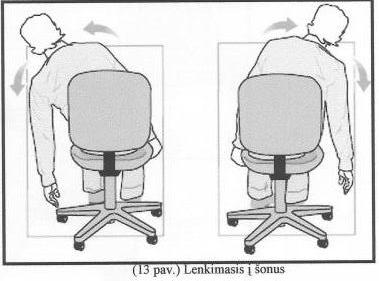 (13 pav.) Lenkimasis į šonus